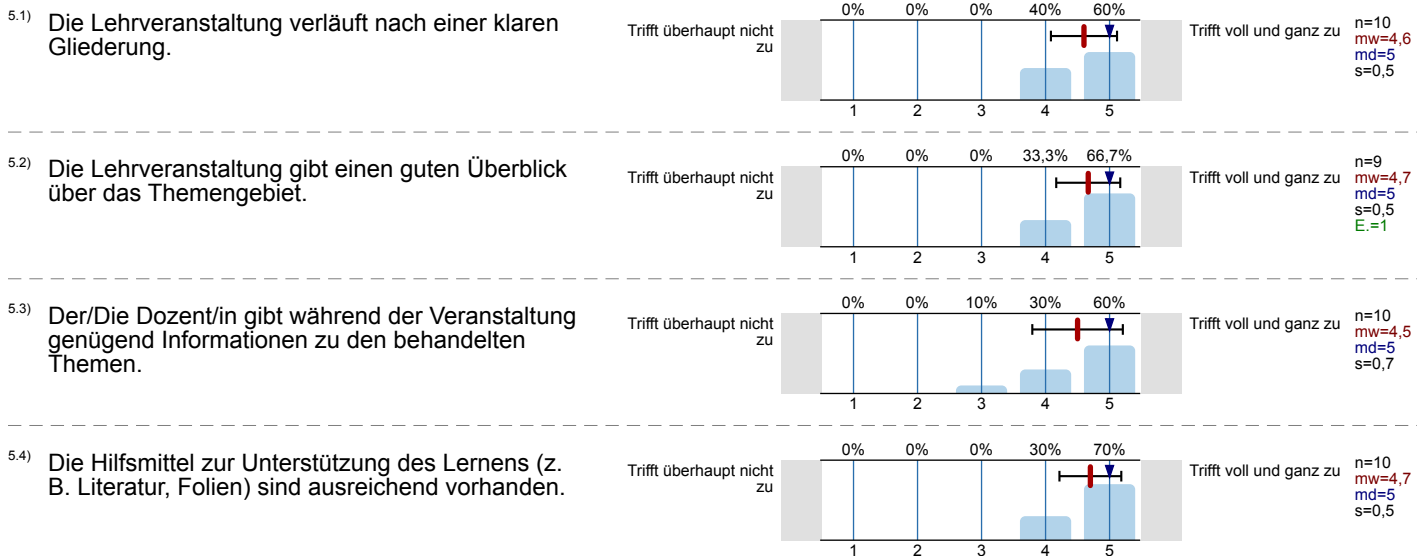 5.1) Die Lehrveranstaltung verläuft nach einer klaren
Gliederung.
Trifft überhaupt nicht
zu
0% 0% 0% 40% 60%
1 2 3 4 5
Trifft voll und ganz zu
n=10
mw=4,6
md=5
s=0,5
5.2) Die Lehrveranstaltung gibt einen guten Überblick
über das Themengebiet.
Trifft überhaupt nicht
zu
0% 0% 0% 33,3% 66,7%
1 2 3 4 5
Trifft voll und ganz zu
n=9
mw=4,7
md=5
s=0,5
E.=1
5.3) Der/Die Dozent/in gibt während der Veranstaltung
genügend Informationen zu den behandelten
Themen.
Trifft überhaupt nicht
zu
0% 0% 10% 30% 60%
1 2 3 4 5
Trifft voll und ganz zu
n=10
mw=4,5
md=5
s=0,7
5.4) Die Hilfsmittel zur Unterstützung des Lernens (z.
B. Literatur, Folien) sind ausreichend vorhanden.
Trifft überhaupt nicht
zu
0% 0% 0% 30% 70%
1 2 3 4 5
Trifft voll und ganz zu
n=10
mw=4,7
md=5
s=0,5